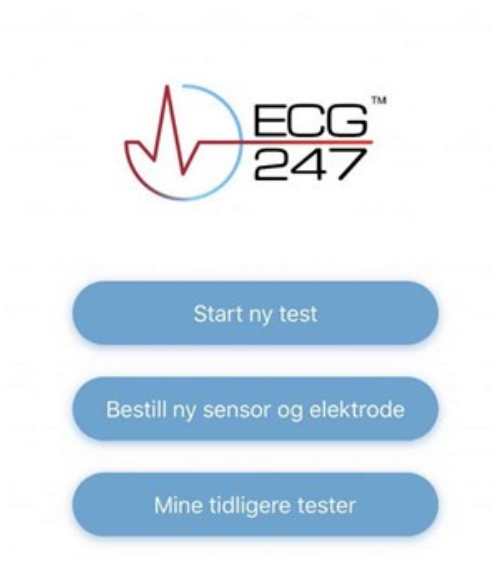 ECG™
247
Start ny test
Bestill ny sensor og elektrode
Mine tidligere tester